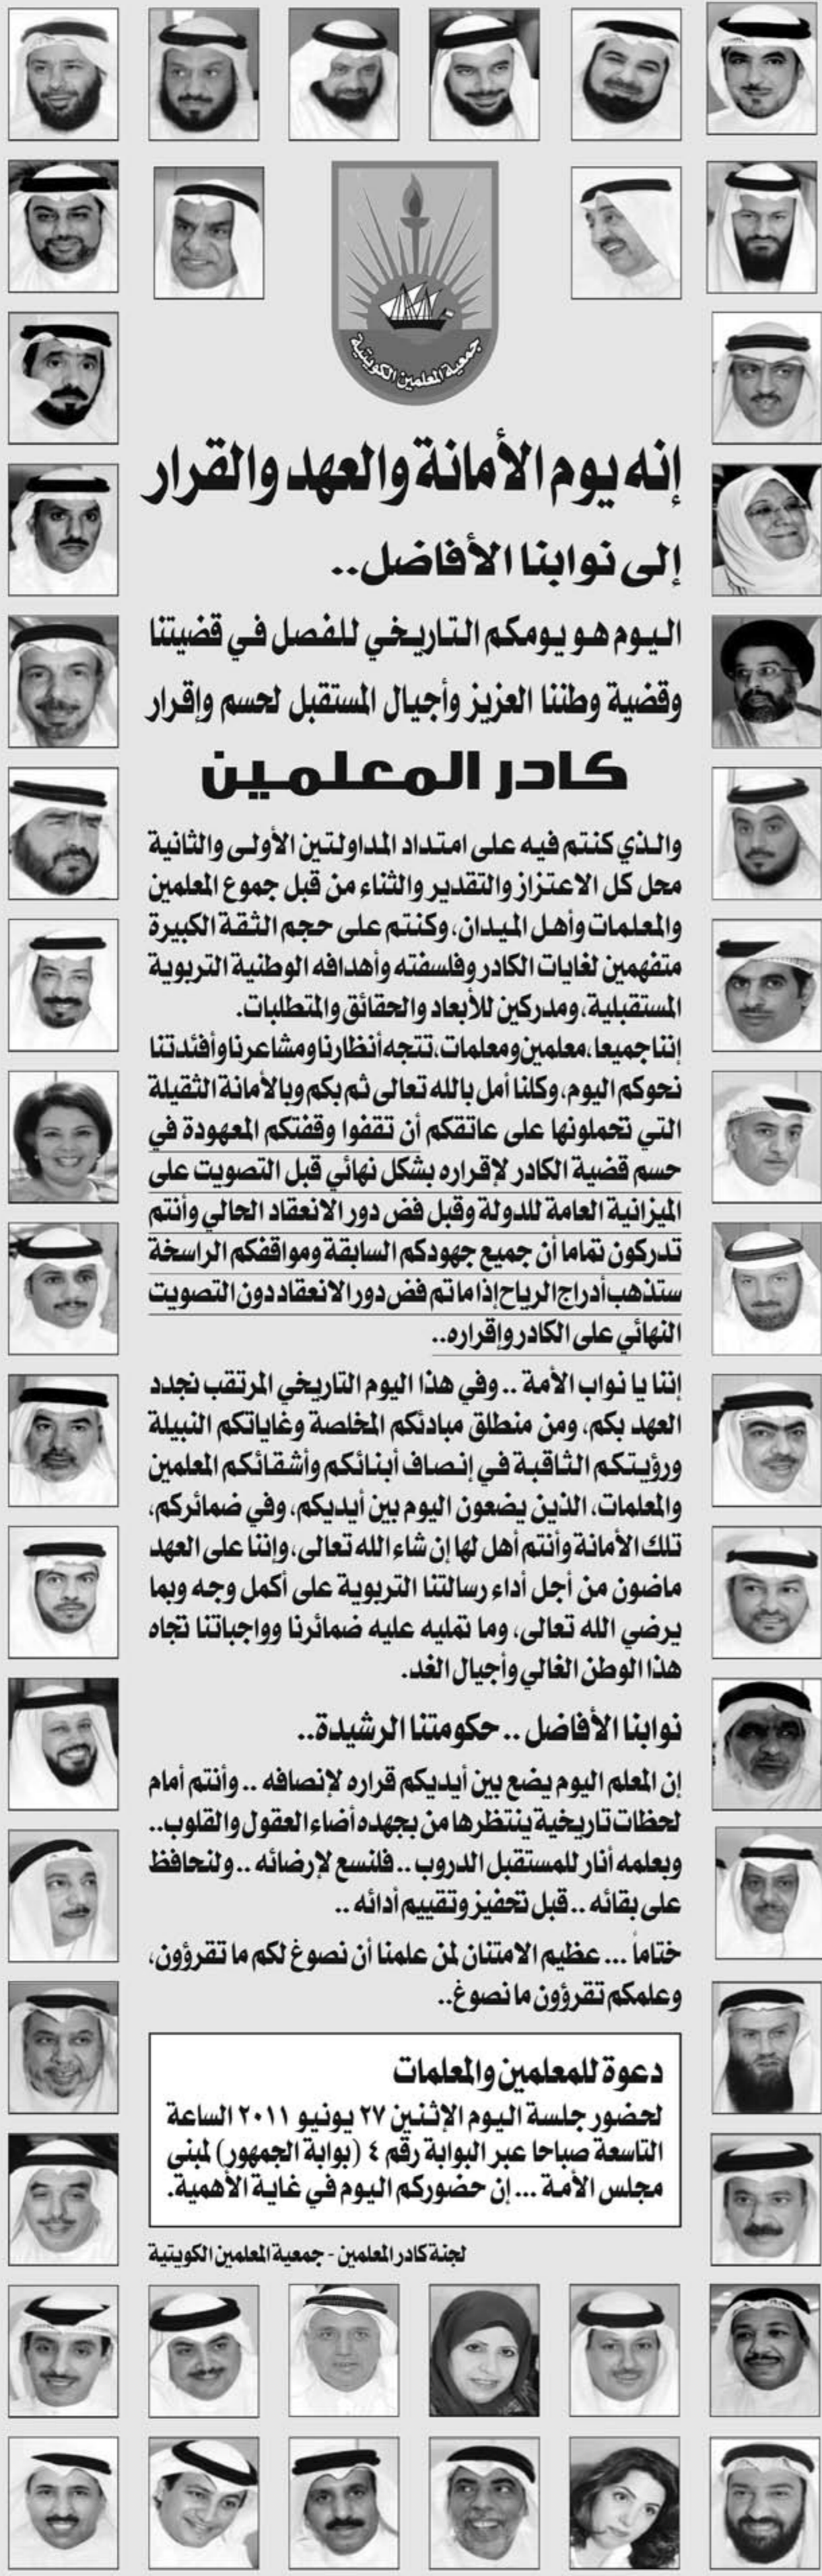 جمعية المعلمين الكويتية
إنه يوم الأمانة والعهد والقرار
إلى نوابنا الأفاضل..
اليوم هو يومكم التاريخي للفصل في قضيتنا
وقضية وطننا العزيز وأجيال المستقبل لحسم وإقرار
كادر المعلمين
والذي كنتم فيه على امتداد المداولتين الأولى والثانية
محل كل الاعتزاز والتقدير والثناء من قبل جموع المعلمين
والمعلمات وأهل الميدان، وكنتم على حجم الثقة الكبيرة
متفهمين لغايات الكادر وفلسفته وأهدافه الوطنية التربوية
المستقبلية، ومدركين للأبعاد والحقائق والمتطلبات.
إننا جميعا، معلمين ومعلمات، تتجه أنظارنا ومشاعرنا وأفئدتنا
نحوكم اليوم، وكلنا أمل بالله تعالى ثم بكم وبالأمانة الثقيلة
التي تحملونها على عاتقكم أن تقفوا وقفتكم المعهودة في
حسم قضية الكادر لإقراره بشكل نهائي قبل التصويت على
الميزانية العامة للدولة وقبل فض دور الانعقاد الحالي وأنتم
تدركون تماما أن جميع جهودكم السابقة ومواقفكم الراسخة
ستذهب أدراج الرياح إذا ما تم فض دور الانعقاد دون التصويت
النهائي على الكادر وإقراره..
إننا يا نواب الأمة .. وفي هذا اليوم التاريخي المرتقب نجدد
العهد بكم، ومن منطلق مبادئكم المخلصة وغاياتكم النبيلة
ورؤيتكم الثاقبة في إنصاف أبنائكم وأشقائكم المعلمين
والمعلمات، الذين يضعون اليوم بين أيديكم، وفي ضمائركم،
تلك الأمانة وأنتم أهل لها إن شاء الله تعالى، وإننا على العهد
ماضون من أجل أداء رسالتنا التربوية على أكمل وجه وبما
يرضي الله تعالى، وما تمليه عليه ضمائرنا وواجباتنا تجاه
هذا الوطن الغالي وأجيال الغد.
نوابنا الأفاضل .. حكومتنا الرشيدة..
إن المعلم اليوم يضع بين أيديكم قراره لإنصافه .. وأنتم أمام
لحظات تاريخية ينتظرها من بجهده أضاء العقول والقلوب..
وبعلمه أنار للمستقبل الدروب .. فلنسع لإرضائه .. ولنحافظ
على بقائه .. قبل تحفيز وتقييم أدائه ..
ختاماً ... عظيم الامتنان لمن علمنا أن نصوغ لكم ما تقرؤون،
وعلمكم تقرؤون ما نصوغ..
دعوة للمعلمين والمعلمات
لحضور جلسة اليوم الإثنين ٢٧ يونيو ٢٠١١ الساعة
التاسعة صباحا عبر البوابة رقم ٤ (بوابة الجمهور) لمبنى
مجلس الأمة ... إن حضوركم اليوم في غاية الأهمية.
لجنة كادر المعلمين - جمعية المعلمين الكويتية